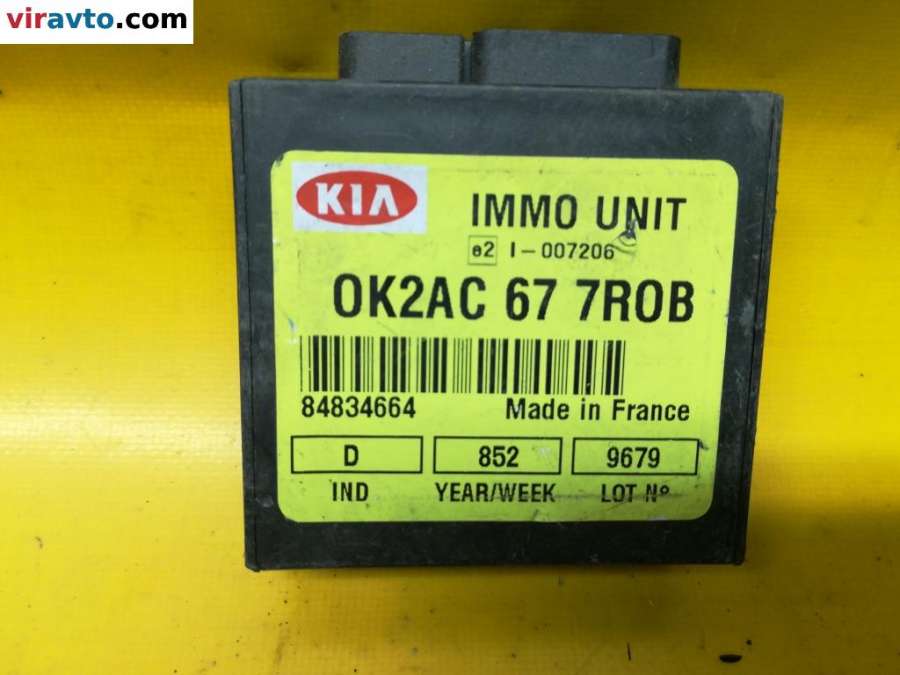 viravto.com
KIA
IMMO UNIT
e2 I-007206
OK2AC 67 7ROB
84834664 Made in France
D 852 9679
IND YEAR/WEEK LOT Nº